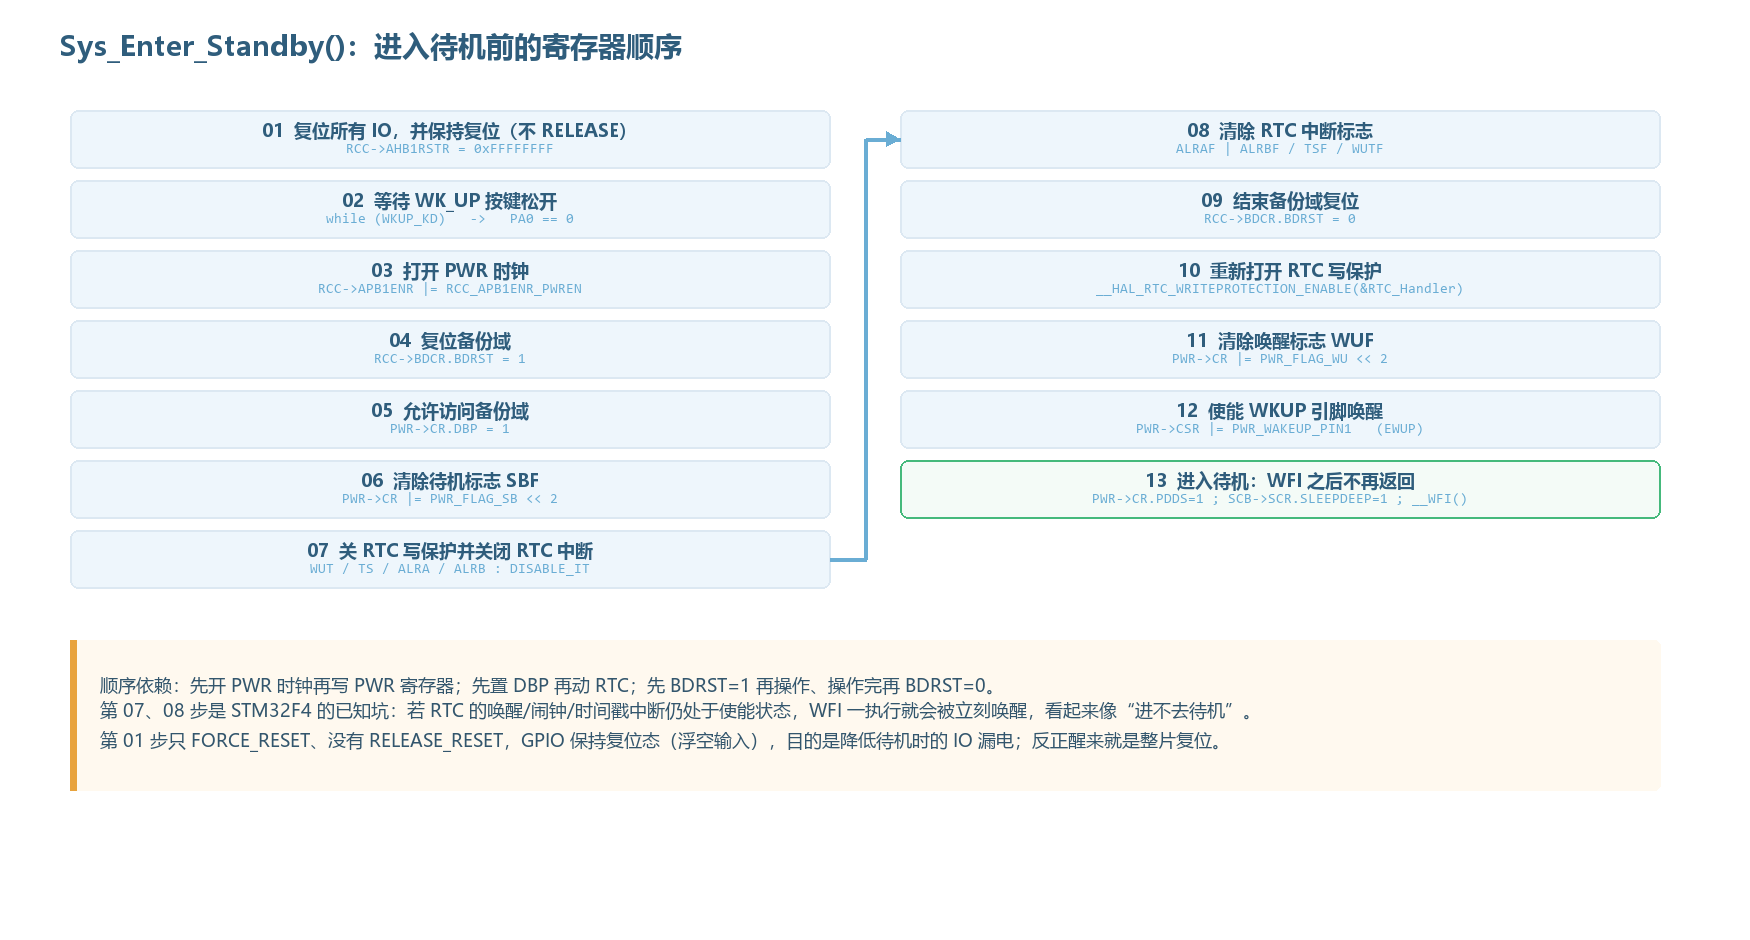 Sys_Enter_Standby()：进入待机前的寄存器顺序
01 复位所有 IO，并保持复位（不 RELEASE）
RCC->AHB1RSTR = 0xFFFFFFFF
02 等待 WK_UP 按键松开
while (WKUP_KD)   ->   PA0 == 0
03 打开 PWR 时钟
RCC->APB1ENR |= RCC_APB1ENR_PWREN
04 复位备份域
RCC->BDCR.BDRST = 1
05 允许访问备份域
PWR->CR.DBP = 1
06 清除待机标志 SBF
PWR->CR |= PWR_FLAG_SB << 2
07 关 RTC 写保护并关闭 RTC 中断
WUT / TS / ALRA / ALRB : DISABLE_IT
08 清除 RTC 中断标志
ALRAF | ALRBF / TSF / WUTF
09 结束备份域复位
RCC->BDCR.BDRST = 0
10 重新打开 RTC 写保护
__HAL_RTC_WRITEPROTECTION_ENABLE(&RTC_Handler)
11 清除唤醒标志 WUF
PWR->CR |= PWR_FLAG_WU << 2
12 使能 WKUP 引脚唤醒
PWR->CSR |= PWR_WAKEUP_PIN1   (EWUP)
13 进入待机：WFI 之后不再返回
PWR->CR.PDDS=1 ; SCB->SCR.SLEEPDEEP=1 ; __WFI()
顺序依赖：先开 PWR 时钟再写 PWR 寄存器；先置 DBP 再动 RTC；先 BDRST=1 再操作、操作完再 BDRST=0。
第 07、08 步是 STM32F4 的已知坑：若 RTC 的唤醒/闹钟/时间戳中断仍处于使能状态，WFI 一执行就会被立刻唤醒，看起来像“进不去待机”。
第 01 步只 FORCE_RESET、没有 RELEASE_RESET，GPIO 保持复位态（浮空输入），目的是降低待机时的 IO 漏电；反正醒来就是整片复位。